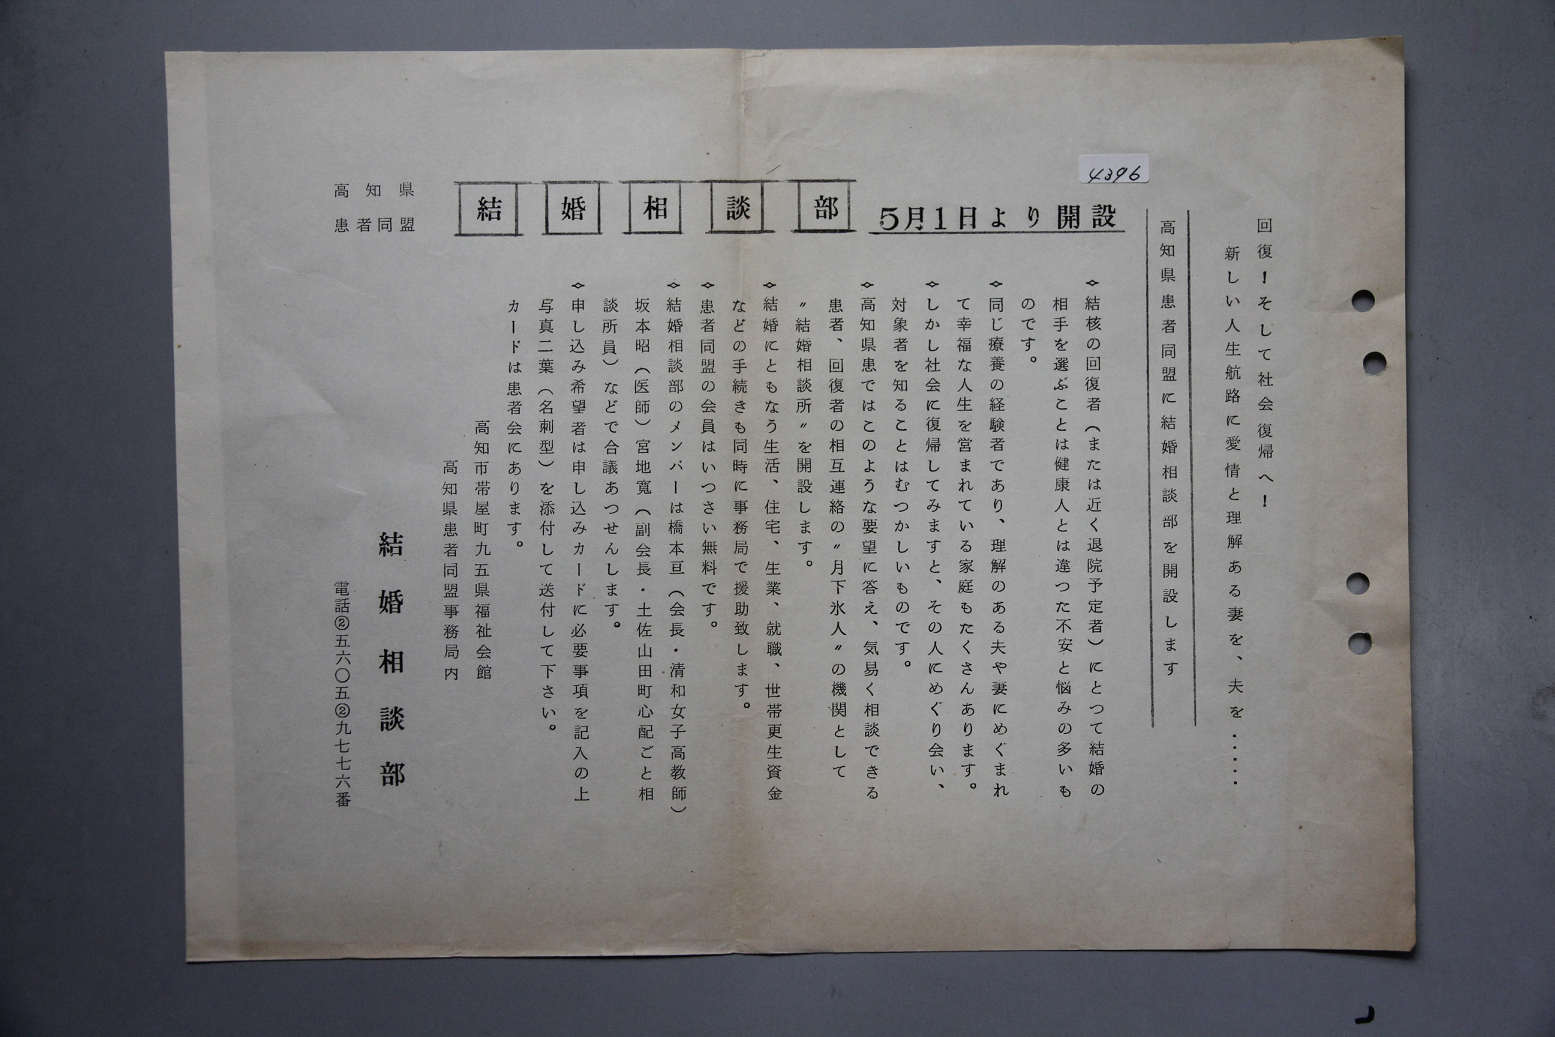 4396
高知県
患者同盟
結婚相談部
5月1日より開設
回復！そして社会復帰へ！
新しい人生航路に愛情と理解ある妻を、夫を・・・・・
高知県患者同盟に結婚相談部を開設します
◇結核の回復者（または近く退院予定者）にとつて結婚の
相手を選ぶことは健康人とは違つた不安と悩みの多いも
のです。
◇同じ療養の経験者であり、理解のある夫や妻にめぐまれ
て幸福な人生を営まれている家庭もたくさんあります。
◇しかし社会に復帰してみますと、その人にめぐり会い、
対象者を知ることはむつかしいものです。
◇高知県患ではこのような要望に答え、気易く相談できる
患者、回復者の相互連絡の〃月下氷人〃の機関として
〃結婚相談所〃を開設します。
◇結婚にともなう生活、住宅、生業、就職、世帯更生資金
などの手続きも同時に事務局で援助致します。
◇患者同盟の会員はいつさい無料です。
◇結婚相談部のメンバーは橋本亘（会長・清和女子高教師）
坂本昭（医師）宮地寛（副会長・土佐山田町心配ごと相
談所員）などで合議あつせんします。
◇申し込み希望者は申し込みカードに必要事項を記入の上
写真二葉（名刺型）を添付して送付して下さい。
カードは患者会にあります。
高知市帯屋町九五県福祉会館
高知県患者同盟事務局内
結婚相談部
電話②五六〇五②九七七六番